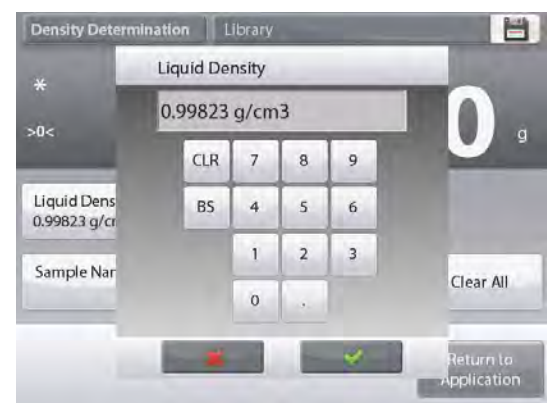 Density Determination
Library
Liquid Density
0.99823 g/cm3
*
>0<
0 g
CLR 7 8 9
BS 4 5 6
1 2 3
0 .
Liquid Dens
0.99823 g/cr
Sample Nar
Clear All
Return to
Application